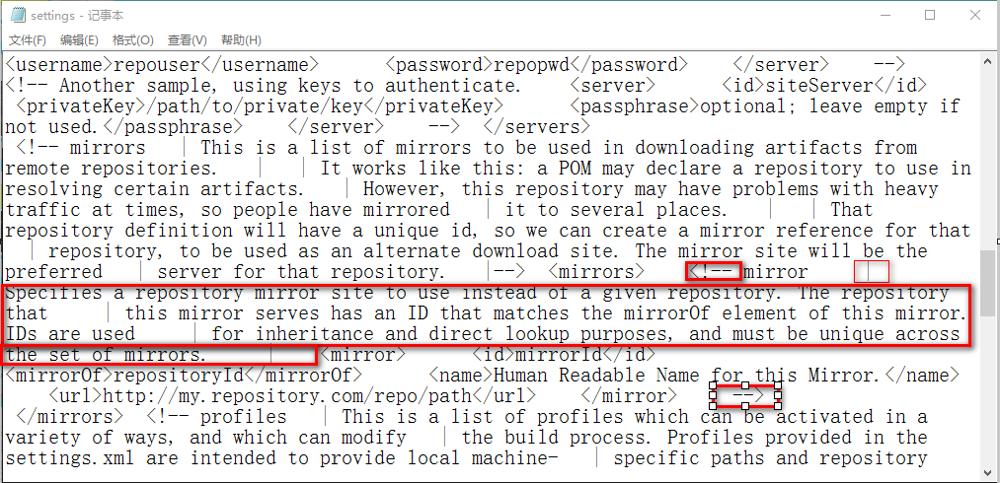 settings - 记事本
文件(F) 编辑(E) 格式(O) 查看(V) 帮助(H)
<username>repouser</username> <password>repopwd</password> </server> -->
<!-- Another sample, using keys to authenticate. <server> <id>siteServer</id>
<privateKey>/path/to/private/key</privateKey> <passphrase>optional; leave empty if
not used.</passphrase> </server> --> </servers>
<!-- mirrors | This is a list of mirrors to be used in downloading artifacts from
remote repositories. | | It works like this: a POM may declare a repository to use in
resolving certain artifacts. | However, this repository may have problems with heavy
traffic at times, so people have mirrored | it to several places. | | That
repository definition will have a unique id, so we can create a mirror reference for that
| repository, to be used as an alternate download site. The mirror site will be the
preferred | server for that repository. |--> <mirrors> <!-- mirror |
Specifies a repository mirror site to use instead of a given repository. The repository
that | this mirror serves has an ID that matches the mirrorOf element of this mirror.
IDs are used | for inheritance and direct lookup purposes, and must be unique across
the set of mirrors. | <mirror> <id>mirrorId</id>
<mirrorOf>repositoryId</mirrorOf> <name>Human Readable Name for this Mirror.</name>
<url>http://my.repository.com/repo/path</url> </mirror> -->
</mirrors> <!-- profiles | This is a list of profiles which can be activated in a
variety of ways, and which can modify | the build process. Profiles provided in the
settings.xml are intended to provide local machine- | specific paths and repository